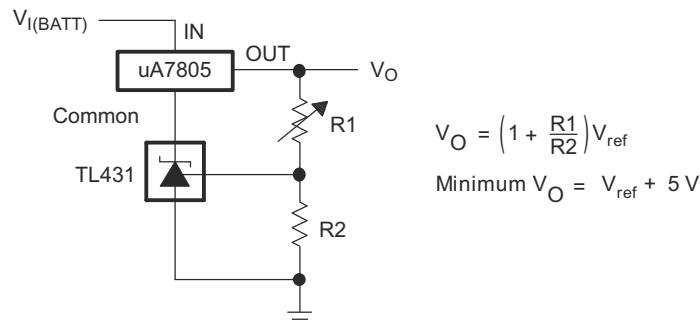 V_I(BATT)
IN
OUT
uA7805
V_O
Common
R1
V_O = (1 + R1/R2) V_ref
TL431
Minimum V_O = V_ref + 5 V
R2